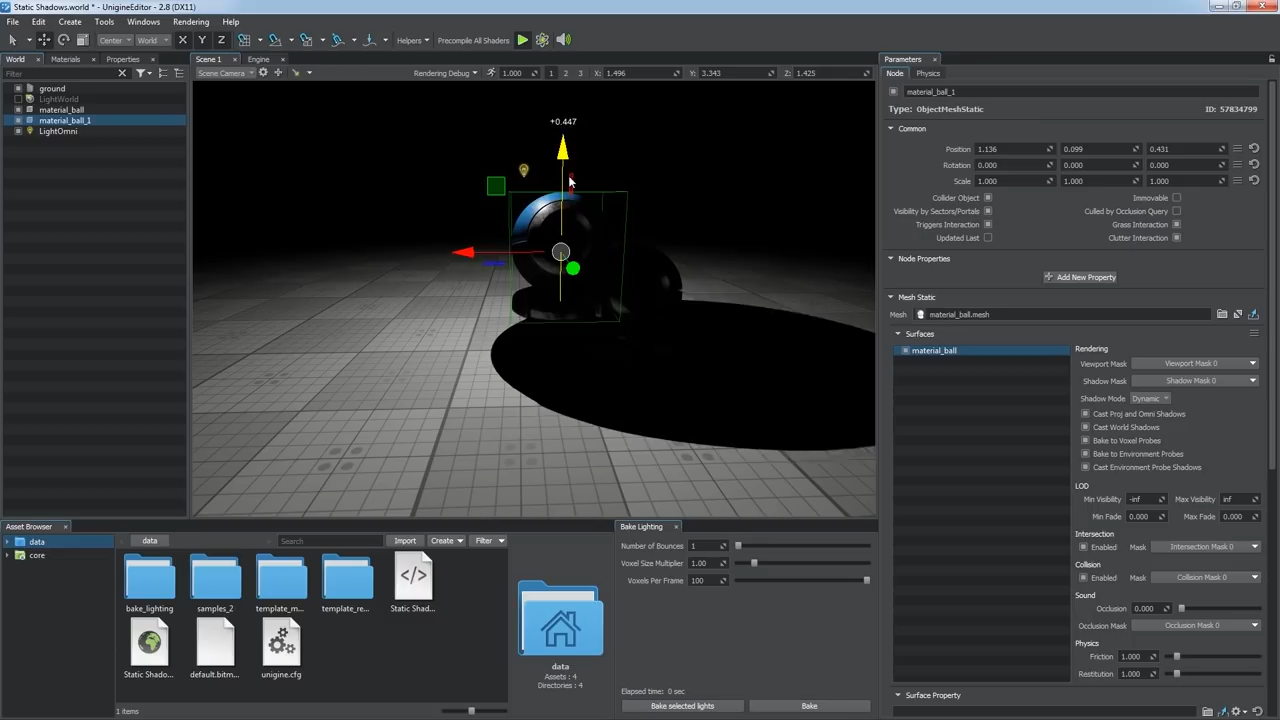 Static Shadows.world * - UnigineEditor - 2.8 (DX11)
File Edit Create Tools Windows Rendering Help
Center World X Y Z Helpers Precompile All Shaders
World Materials Properties
Filter
ground
LightWorld
material_ball
material_ball_1
LightOmni
Scene 1 Engine
Scene Camera Rendering Debug 1.000 1 2 3 X: 1.496 Y: 3.343 Z: 1.425
+0.447
Parameters
Node Physics
material_ball_1
Type: ObjectMeshStatic ID: 57834799
Common
Position 1.136 0.099 0.431
Rotation 0.000 0.000 0.000
Scale 1.000 1.000 1.000
Collider Object Immovable
Visibility by Sectors/Portals Culled by Occlusion Query
Triggers Interaction Grass Interaction
Updated Last Clutter Interaction
Node Properties
Add New Property
Mesh Static
Mesh material_ball.mesh
Surfaces
material_ball
Rendering
Viewport Mask Viewport Mask 0
Shadow Mask Shadow Mask 0
Shadow Mode Dynamic
Cast Proj and Omni Shadows
Cast World Shadows
Bake to Voxel Probes
Bake to Environment Probes
Cast Environment Probe Shadows
LOD
Min Visibility -inf Max Visibility inf
Min Fade 0.000 Max Fade 0.000
Intersection
Enabled Mask Intersection Mask 0
Collision
Enabled Mask Collision Mask 0
Sound
Occlusion 0.000
Occlusion Mask Occlusion Mask 0
Physics
Friction 1.000
Restitution 1.000
Surface Property
Asset Browser
data
core
data Search Import Create Filter
bake_lighting samples_2 template_m... template_re... Static Shad...
Static Shado... default.bitm... unigine.cfg
1 items
data
Assets : 4
Directories : 4
Bake Lighting
Number of Bounces 1
Voxel Size Multiplier 1.00
Voxels Per Frame 100
Elapsed time: 0 sec
Bake selected lights Bake